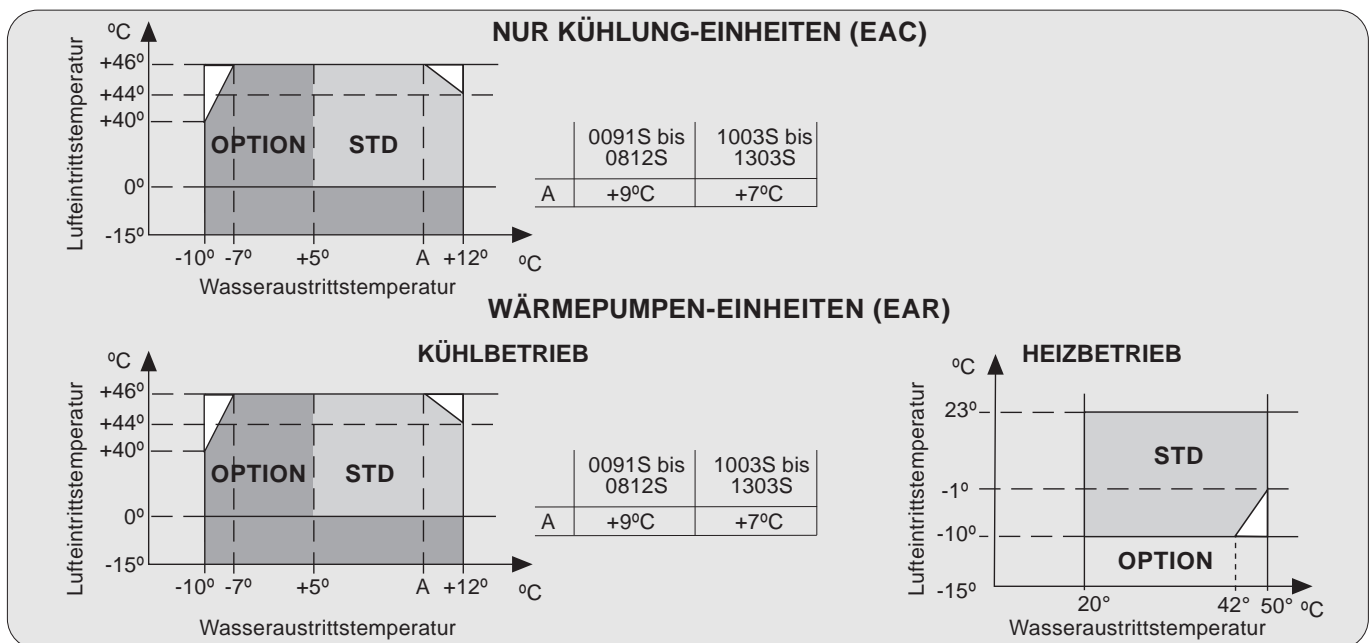 NUR KÜHLUNG-EINHEITEN (EAC)
ºC
Lufteintrittstemperatur
+46º
+44º
+40º
0º
-15º
OPTION
STD
-10º -7º +5º A +12º ºC
Wasseraustrittstemperatur
0091S bis 1003S bis
0812S 1303S
A +9ºC +7ºC
WÄRMEPUMPEN-EINHEITEN (EAR)
KÜHLBETRIEB
ºC
Lufteintrittstemperatur
+46º
+44º
+40º
0º
-15º
OPTION
STD
-10º -7º +5º A +12º ºC
Wasseraustrittstemperatur
0091S bis 1003S bis
0812S 1303S
A +9ºC +7ºC
HEIZBETRIEB
ºC
Lufteintrittstemperatur
23º
-1º
-10º
-15º
STD
OPTION
20° 42° 50° ºC
Wasseraustrittstemperatur